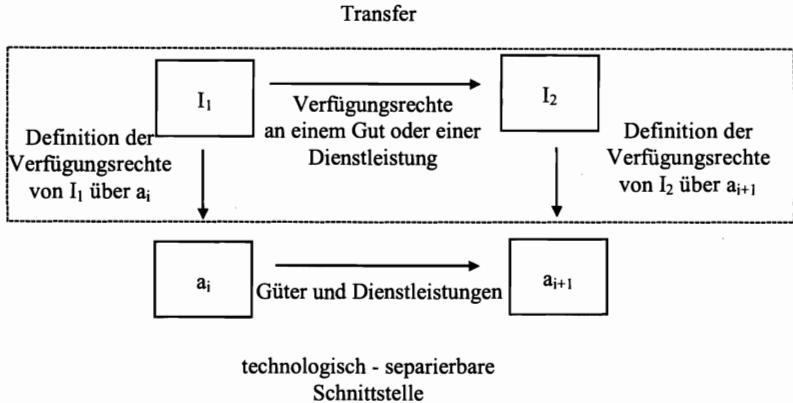 Transfer
I₁
I₂
Verfügungsrechte
an einem Gut oder einer
Dienstleistung
Definition der
Verfügungsrechte
von I₁ über aᵢ
Definition der
Verfügungsrechte
von I₂ über aᵢ₊₁
aᵢ
Güter und Dienstleistungen
aᵢ₊₁
technologisch - separierbare
Schnittstelle